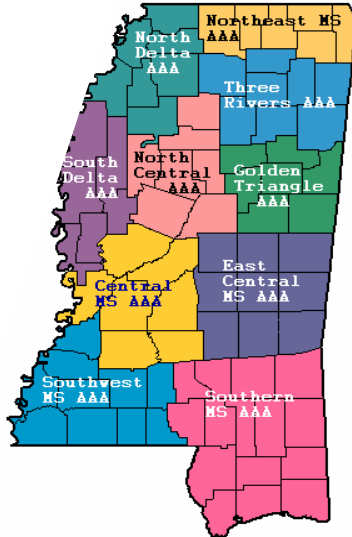 Northeast MS
AAA
North
Delta
AAA
Three
Rivers AAA
North
Central
AAA
South
Delta
AAA
Golden
Triangle
AAA
East
Central
MS AAA
Central
MS AAA
Southwest
MS AAA
Southern
MS AAA